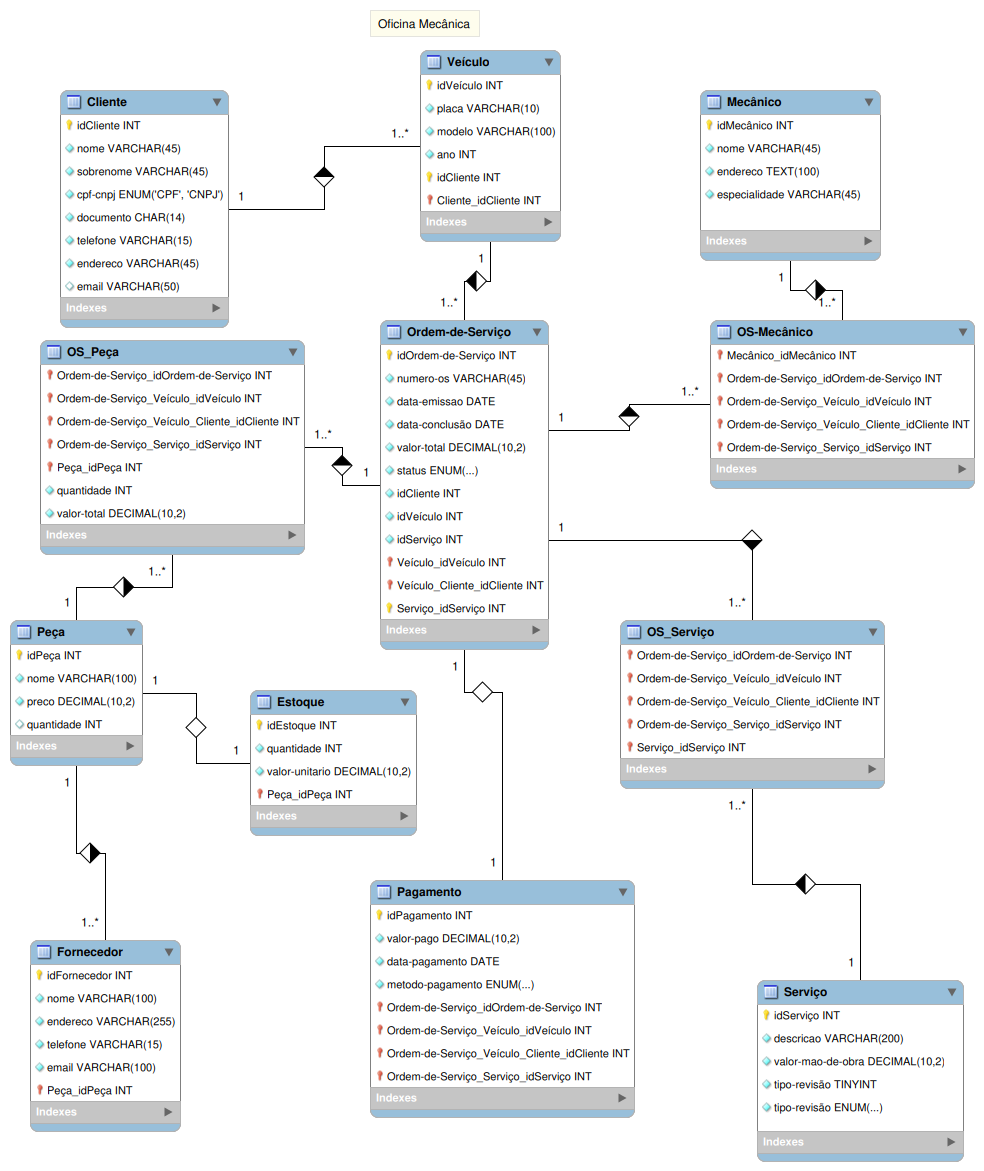 Oficina Mecânica
Cliente
idCliente INT
nome VARCHAR(45)
sobrenome VARCHAR(45)
cpf-cnpj ENUM('CPF', 'CNPJ')
documento CHAR(14)
telefone VARCHAR(15)
endereco VARCHAR(45)
email VARCHAR(50)
Indexes
1
1..*
Veículo
idVeículo INT
placa VARCHAR(10)
modelo VARCHAR(100)
ano INT
idCliente INT
Cliente_idCliente INT
Indexes
1
1..*
Mecânico
idMecânico INT
nome VARCHAR(45)
endereco TEXT(100)
especialidade VARCHAR(45)
Indexes
1
1..*
OS_Peça
Ordem-de-Serviço_idOrdem-de-Serviço INT
Ordem-de-Serviço_Veículo_idVeículo INT
Ordem-de-Serviço_Veículo_Cliente_idCliente INT
Ordem-de-Serviço_Serviço_idServiço INT
Peça_idPeça INT
quantidade INT
valor-total DECIMAL(10,2)
Indexes
1..*
1
Ordem-de-Serviço
idOrdem-de-Serviço INT
numero-os VARCHAR(45)
data-emissao DATE
data-conclusão DATE
valor-total DECIMAL(10,2)
status ENUM(...)
idCliente INT
idVeículo INT
idServiço INT
Veículo_idVeículo INT
Veículo_Cliente_idCliente INT
Serviço_idServiço INT
Indexes
1
1..*
OS-Mecânico
Mecânico_idMecânico INT
Ordem-de-Serviço_idOrdem-de-Serviço INT
Ordem-de-Serviço_Veículo_idVeículo INT
Ordem-de-Serviço_Veículo_Cliente_idCliente INT
Ordem-de-Serviço_Serviço_idServiço INT
Indexes
1
1..*
1..*
1
Peça
idPeça INT
nome VARCHAR(100)
preco DECIMAL(10,2)
quantidade INT
Indexes
1
1
Estoque
idEstoque INT
quantidade INT
valor-unitario DECIMAL(10,2)
Peça_idPeça INT
Indexes
OS_Serviço
Ordem-de-Serviço_idOrdem-de-Serviço INT
Ordem-de-Serviço_Veículo_idVeículo INT
Ordem-de-Serviço_Veículo_Cliente_idCliente INT
Ordem-de-Serviço_Serviço_idServiço INT
Serviço_idServiço INT
Indexes
1
1..*
Fornecedor
idFornecedor INT
nome VARCHAR(100)
endereco VARCHAR(255)
telefone VARCHAR(15)
email VARCHAR(100)
Peça_idPeça INT
Indexes
1
1
Pagamento
idPagamento INT
valor-pago DECIMAL(10,2)
data-pagamento DATE
metodo-pagamento ENUM(...)
Ordem-de-Serviço_idOrdem-de-Serviço INT
Ordem-de-Serviço_Veículo_idVeículo INT
Ordem-de-Serviço_Veículo_Cliente_idCliente INT
Ordem-de-Serviço_Serviço_idServiço INT
Indexes
1..*
1
Serviço
idServiço INT
descricao VARCHAR(200)
valor-mao-de-obra DECIMAL(10,2)
tipo-revisão TINYINT
tipo-revisão ENUM(...)
Indexes